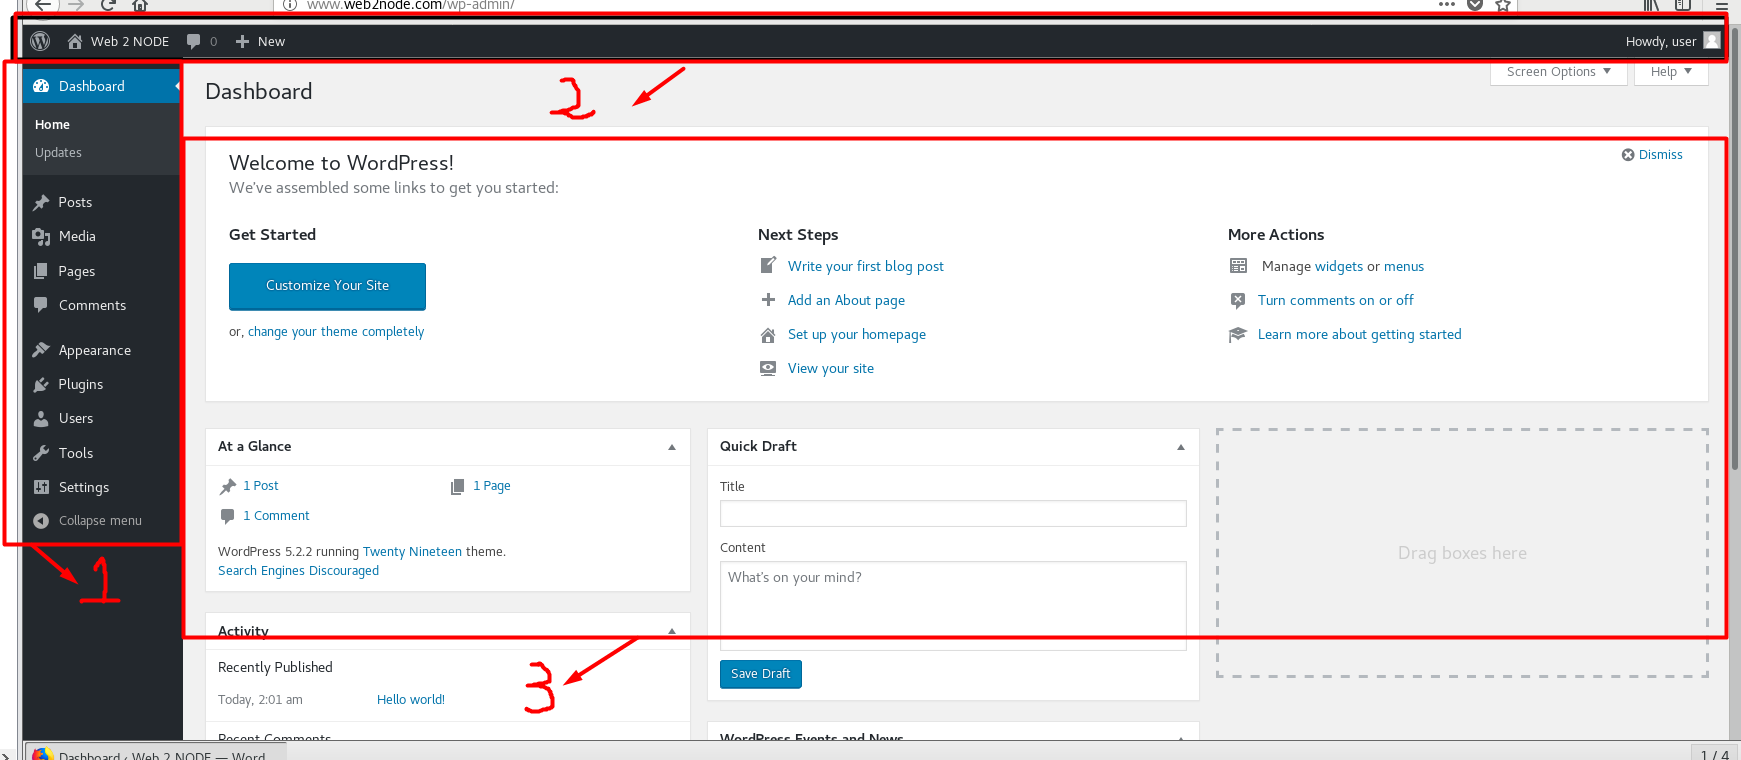 www.web2node.com/wp-admin/
Web 2 NODE 0 + New Howdy, user
Dashboard
Home
Updates
Posts
Media
Pages
Comments
Appearance
Plugins
Users
Tools
Settings
Collapse menu
1
Screen Options Help
Dashboard
2
Welcome to WordPress!
Dismiss
We've assembled some links to get you started:
Get Started
Customize Your Site
or, change your theme completely
Next Steps
Write your first blog post
Add an About page
Set up your homepage
View your site
More Actions
Manage widgets or menus
Turn comments on or off
Learn more about getting started
At a Glance
1 Post 1 Page
1 Comment
WordPress 5.2.2 running Twenty Nineteen theme.
Search Engines Discouraged
Activity
Recently Published
Today, 2:01 am Hello world!
Recent Comments
3
Quick Draft
Title
Content
What's on your mind?
Save Draft
WordPress Events and News
Drag boxes here
Dashboard ‹ Web 2 NODE — Word
1 / 4